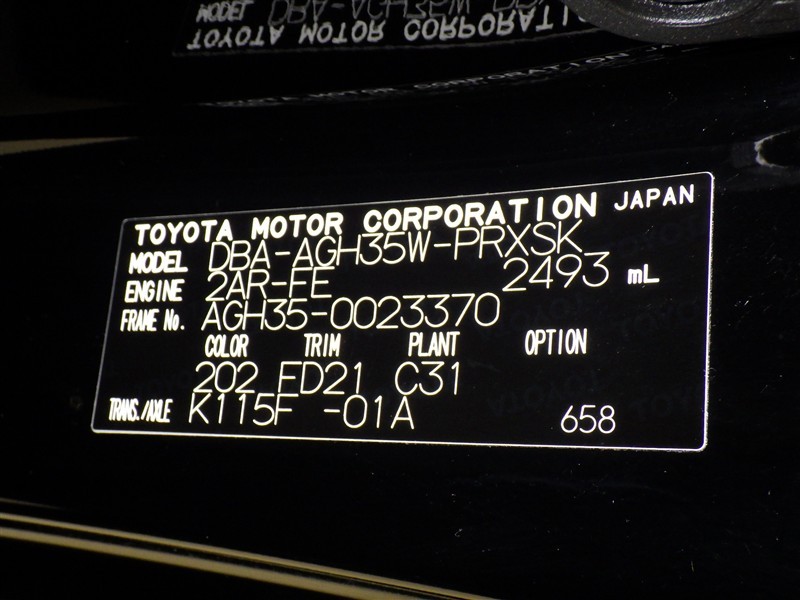 TOYOTA MOTOR CORPORATION JAPAN
MODEL DBA-AGH35W-PRXSK
ENGINE 2AR-FE 2493 mL
FRAME No. AGH35-0023370
COLOR TRIM PLANT OPTION
202 FD21 C31
TRANS./AXLE K115F -01A 658